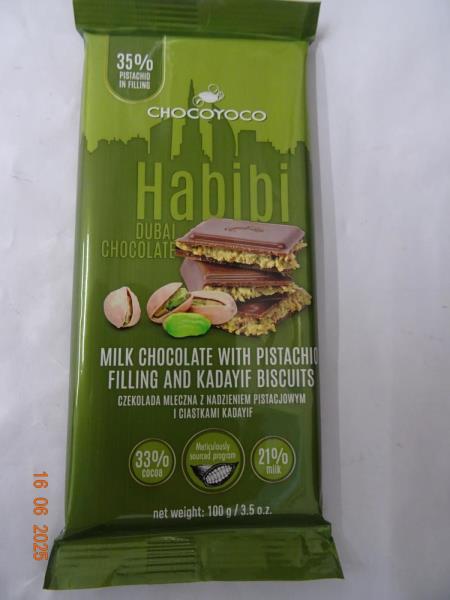 35%
PISTACHIO
IN FILLING
CHOCOYOCO
Habibi
DUBAI
CHOCOLATE
MILK CHOCOLATE WITH PISTACHIO
FILLING AND KADAYIF BISCUITS
CZEKOLADA MLECZNA Z NADZIENIEM PISTACJOWYM
I CIASTKAMI KADAYIF
33%
cocoa
Meticulously
sourced program
21%
milk
net weight: 100 g / 3.5 o.z.
16 06 2025